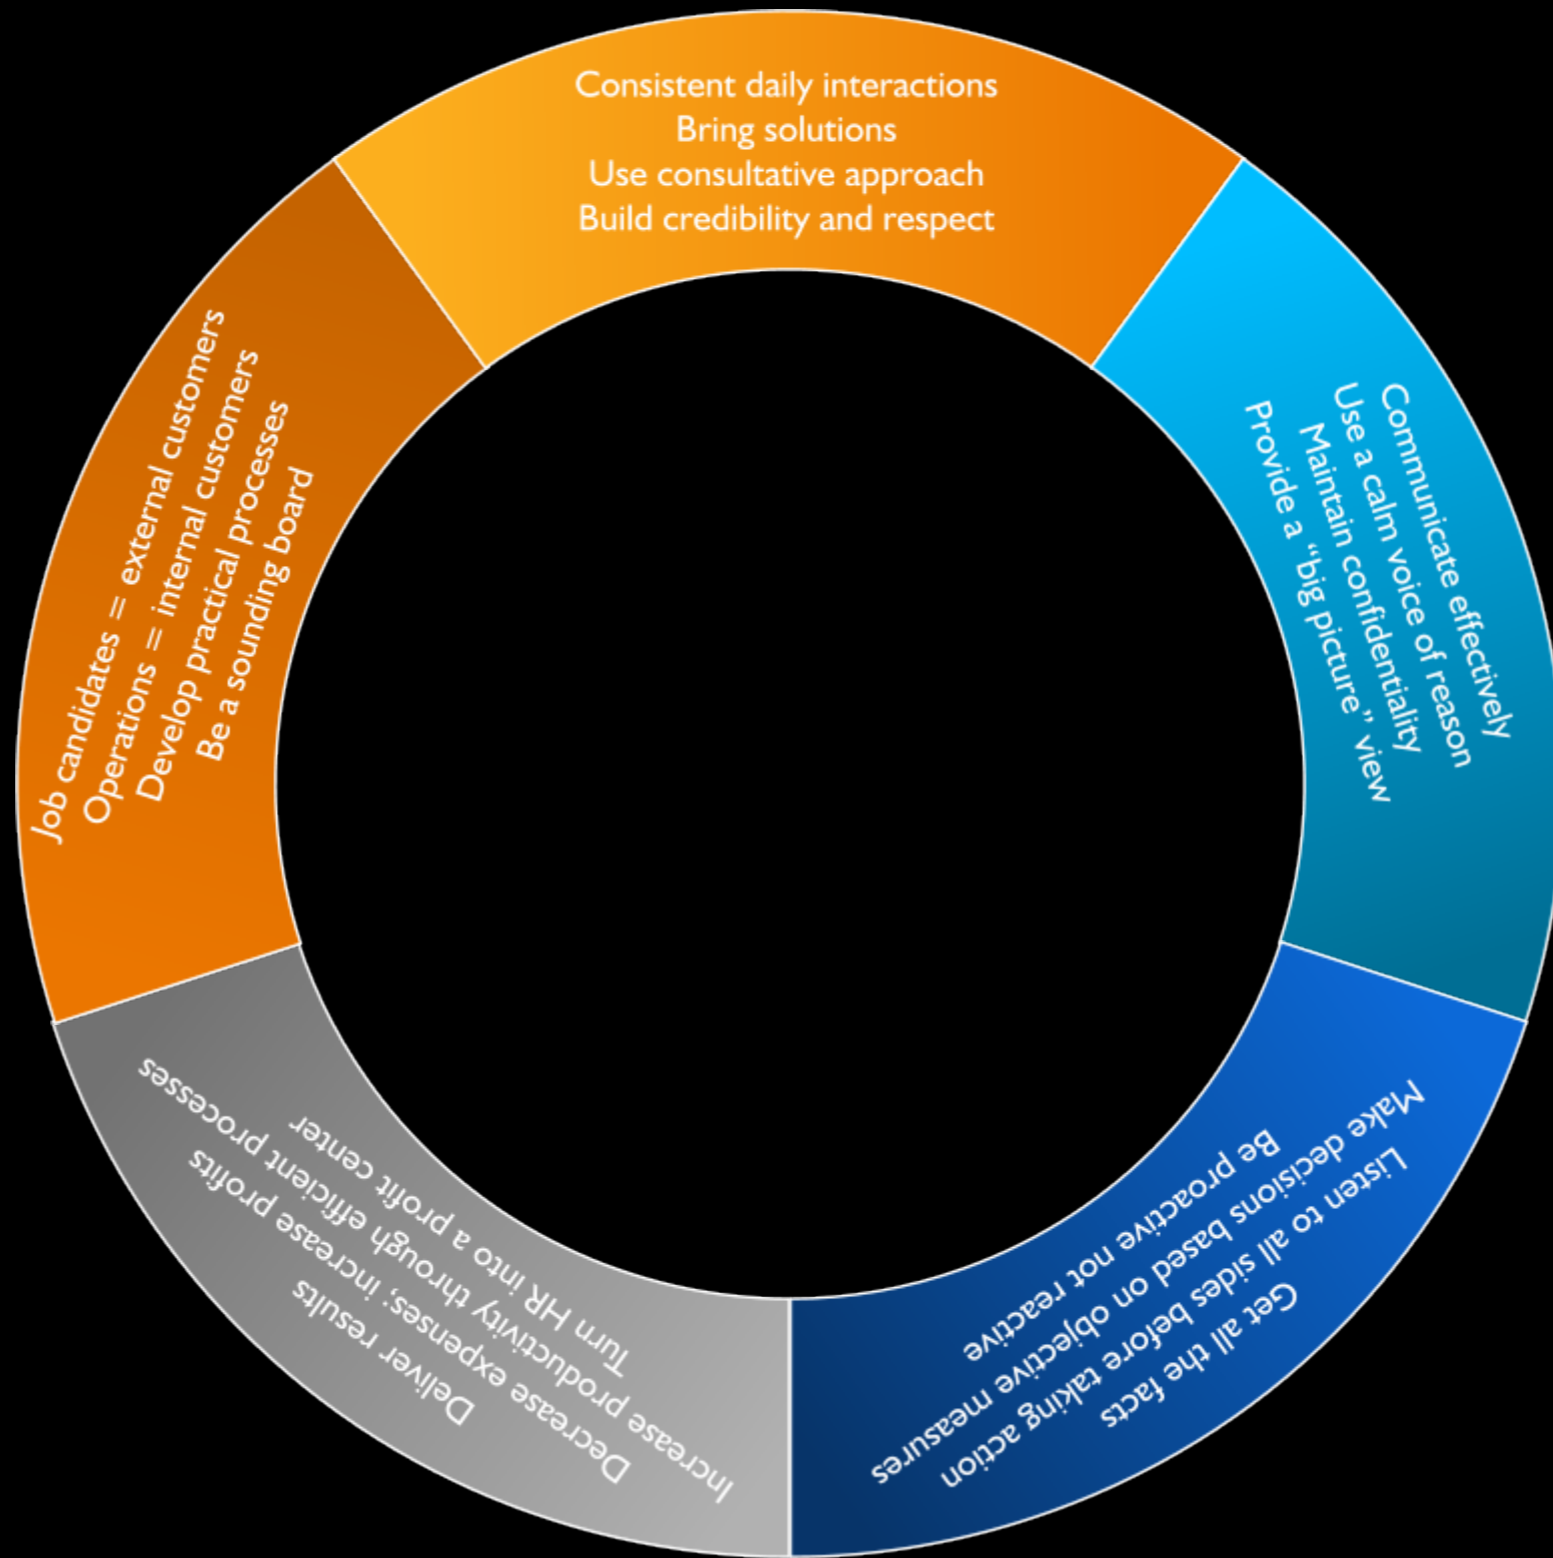 Consistent daily interactions
Bring solutions
Use consultative approach
Build credibility and respect
Communicate effectively
Use a calm voice of reason
Maintain confidentiality
Provide a “big picture” view
Get all the facts
Listen to all sides before taking action
Make decisions based on objective measures
Be proactive not reactive
Deliver results
Decrease expenses; increase profits
Increase productivity through efficient processes
Turn HR into a profit center
Job candidates = external customers
Operations = internal customers
Develop practical processes
Be a sounding board